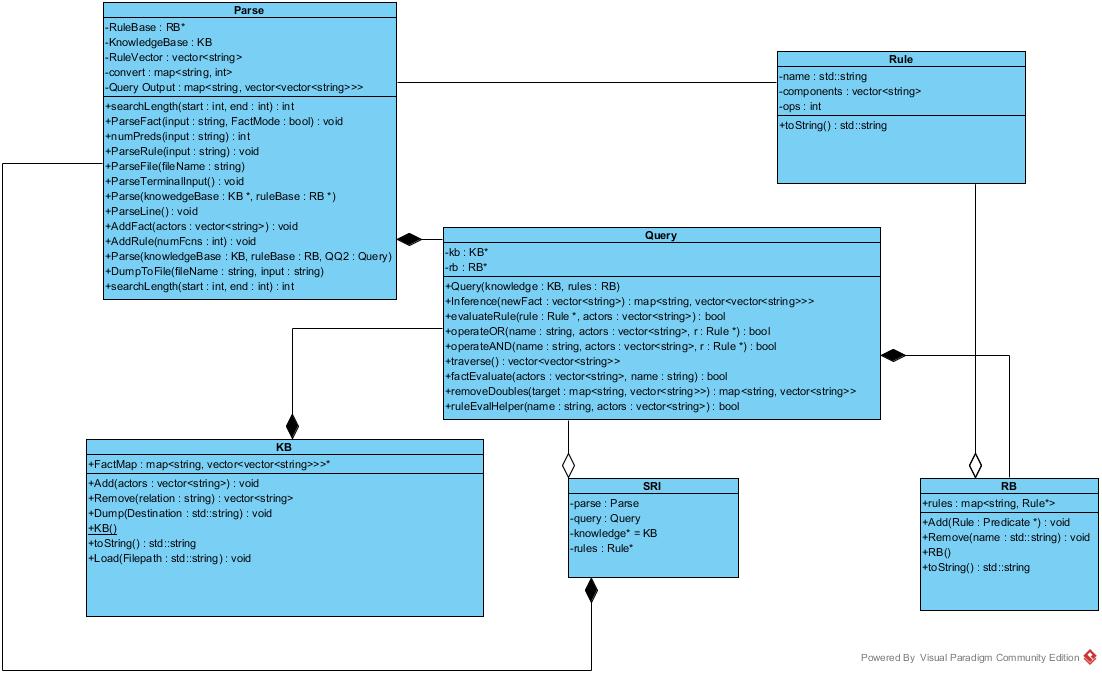 Parse
-RuleBase : RB*
-KnowledgeBase : KB
-RuleVector : vector<string>
-convert : map<string, int>
-Query Output : map<string, vector<vector<string>>>
+searchLength(start : int, end : int) : int
+ParseFact(input : string, FactMode : bool) : void
+numPreds(input : string) : int
+ParseRule(input : string) : void
+ParseFile(fileName : string)
+ParseTerminalInput() : void
+Parse(knowedgeBase : KB *, ruleBase : RB *)
+ParseLine() : void
+AddFact(actors : vector<string>) : void
+AddRule(numFcns : int) : void
+Parse(knowledgeBase : KB, ruleBase : RB, QQ2 : Query)
+DumpToFile(fileName : string, input : string)
+searchLength(start : int, end : int) : int
Rule
-name : std::string
-components : vector<string>
-ops : int
+toString() : std::string
Query
-kb : KB*
-rb : RB*
+Query(knowledge : KB, rules : RB)
+Inference(newFact : vector<string>) : map<string, vector<vector<string>>>
+evaluateRule(rule : Rule *, actors : vector<string>) : bool
+operateOR(name : string, actors : vector<string>, r : Rule *) : bool
+operateAND(name : string, actors : vector<string>, r : Rule *) : bool
+traverse() : vector<vector<string>>
+factEvaluate(actors : vector<string>, name : string) : bool
+removeDoubles(target : map<string, vector<string>>) : map<string, vector<string>>
+ruleEvalHelper(name : string, actors : vector<string>) : bool
KB
+FactMap : map<string, vector<vector<string>>>*
+Add(actors : vector<string>) : void
+Remove(relation : string) : vector<string>
+Dump(Destination : std::string) : void
+KB()
+toString() : std::string
+Load(Filepath : std::string) : void
SRI
-parse : Parse
-query : Query
-knowledge* = KB
-rules : Rule*
RB
+rules : map<string, Rule*>
+Add(Rule : Predicate *) : void
+Remove(name : std::string) : void
+RB()
+toString() : std::string
Powered By Visual Paradigm Community Edition